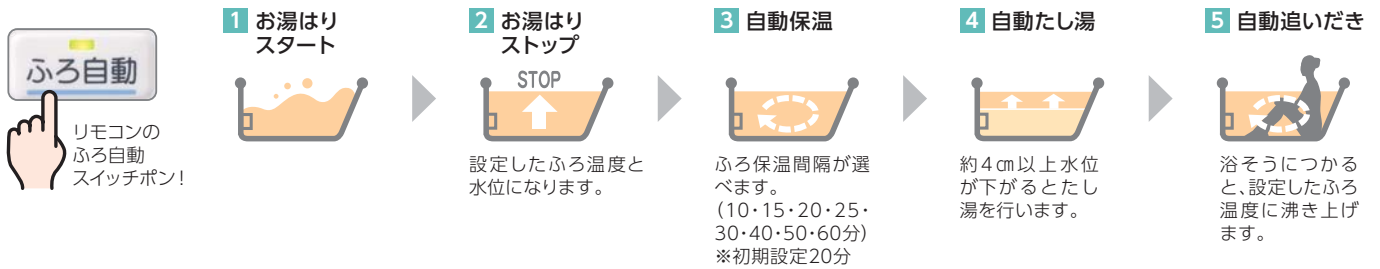 ふろ自動
リモコンの
ふろ自動
スイッチポン!
1 お湯はり
スタート
2 お湯はり
ストップ
STOP
設定したふろ温度と
水位になります。
3 自動保温
ふろ保温間隔が選
べます。
(10・15・20・25・
30・40・50・60分)
※初期設定20分
4 自動たし湯
約4㎝以上水位
が下がるとたし
湯を行います。
5 自動追いだき
浴そうにつかる
と、設定したふろ
温度に沸き上げ
ます。